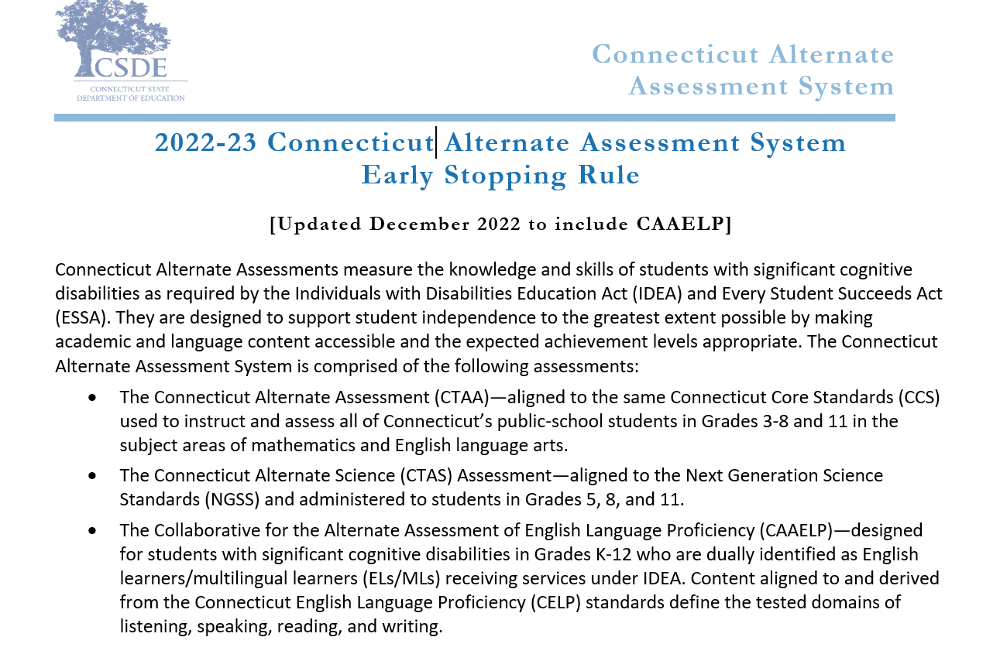 CSDE
CONNECTICUT STATE
DEPARTMENT OF EDUCATION
Connecticut Alternate
Assessment System
2022-23 Connecticut Alternate Assessment System
Early Stopping Rule
[Updated December 2022 to include CAAELP]
Connecticut Alternate Assessments measure the knowledge and skills of students with significant cognitive
disabilities as required by the Individuals with Disabilities Education Act (IDEA) and Every Student Succeeds Act
(ESSA). They are designed to support student independence to the greatest extent possible by making
academic and language content accessible and the expected achievement levels appropriate. The Connecticut
Alternate Assessment System is comprised of the following assessments:
• The Connecticut Alternate Assessment (CTAA)—aligned to the same Connecticut Core Standards (CCS)
used to instruct and assess all of Connecticut’s public-school students in Grades 3-8 and 11 in the
subject areas of mathematics and English language arts.
• The Connecticut Alternate Science (CTAS) Assessment—aligned to the Next Generation Science
Standards (NGSS) and administered to students in Grades 5, 8, and 11.
• The Collaborative for the Alternate Assessment of English Language Proficiency (CAAELP)—designed
for students with significant cognitive disabilities in Grades K-12 who are dually identified as English
learners/multilingual learners (ELs/MLs) receiving services under IDEA. Content aligned to and derived
from the Connecticut English Language Proficiency (CELP) standards define the tested domains of
listening, speaking, reading, and writing.